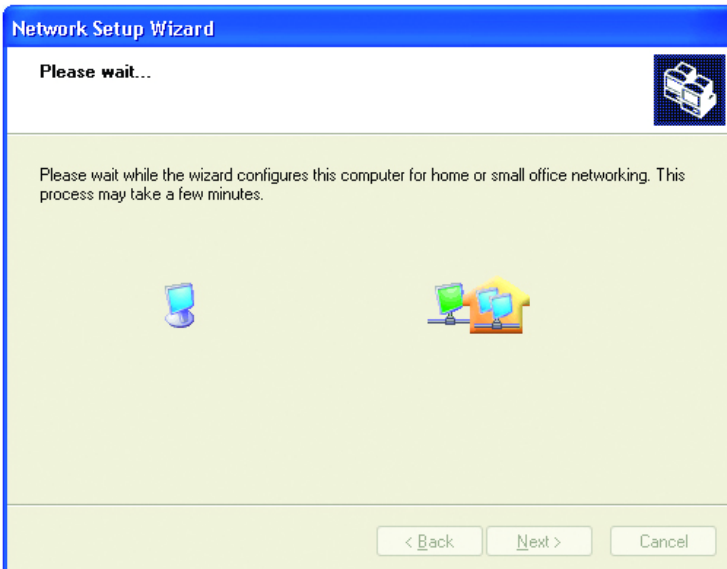 Network Setup Wizard
Please wait...
Please wait while the wizard configures this computer for home or small office networking. This
process may take a few minutes.
< Back Next > Cancel